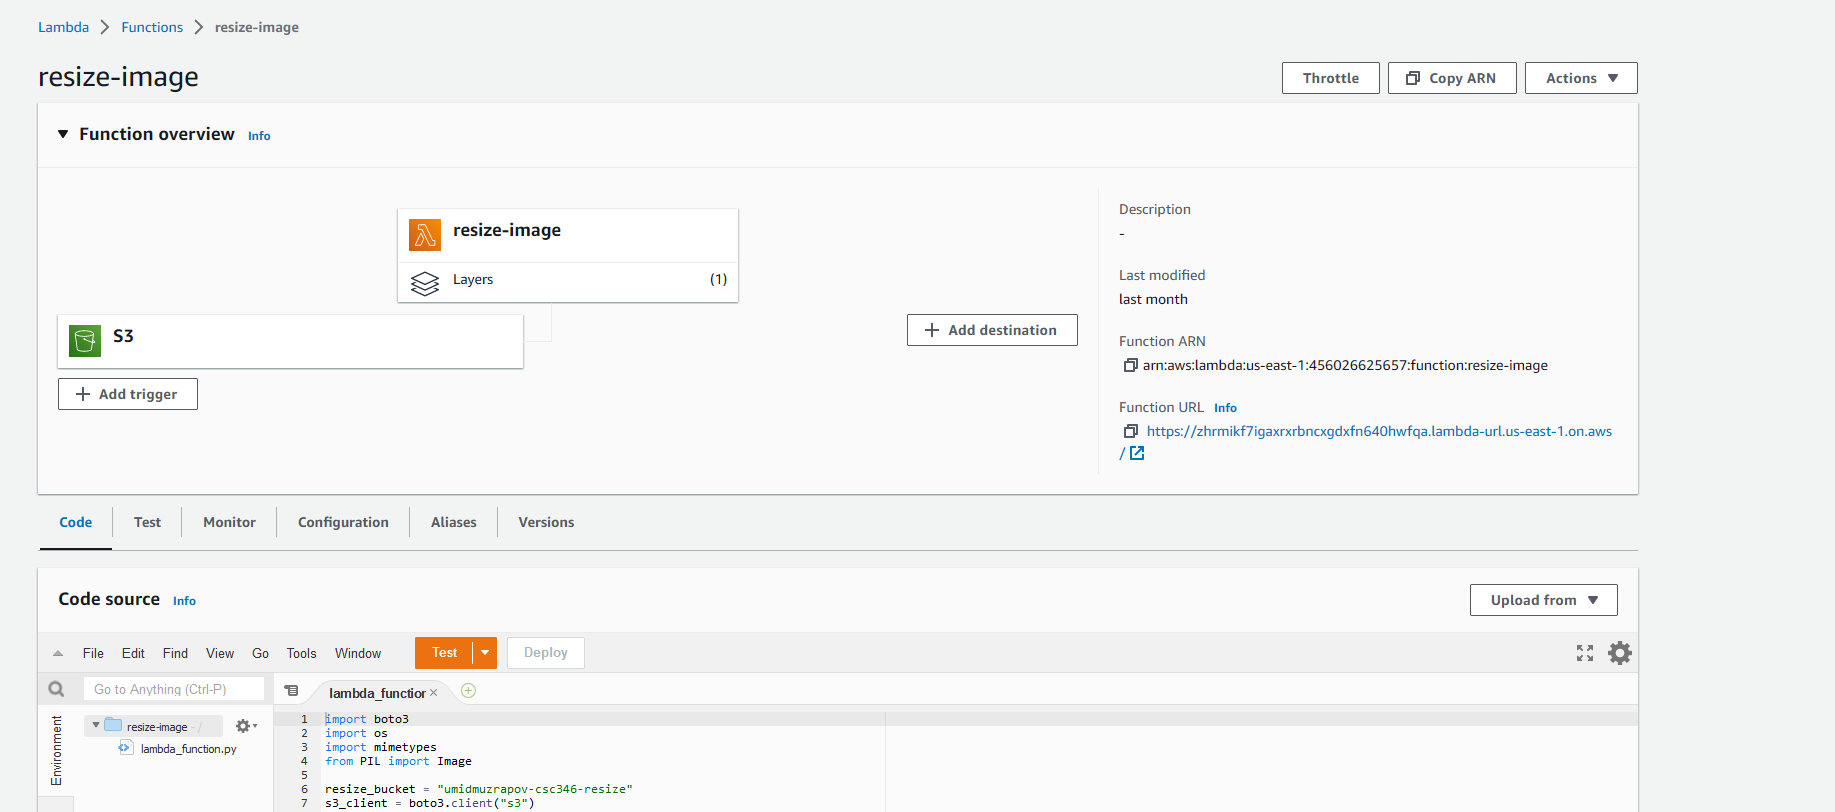 Lambda > Functions > resize-image
resize-image
Throttle
Copy ARN
Actions
Function overview Info
resize-image
Layers (1)
S3
Add trigger
Add destination
Description
-
Last modified
last month
Function ARN
arn:aws:lambda:us-east-1:456026625657:function:resize-image
Function URL Info
https://zhrmikf7igaxrxrbncxgdxfn640hwfqa.lambda-url.us-east-1.on.aws
/
Code Test Monitor Configuration Aliases Versions
Code source Info
Upload from
File Edit Find View Go Tools Window Test Deploy
Go to Anything (Ctrl-P)
lambda_function
Environment
resize-image - /
lambda_function.py
1 import boto3
2 import os
3 import mimetypes
4 from PIL import Image
5
6 resize_bucket = "umidmuzrapov-csc346-resize"
7 s3_client = boto3.client("s3")